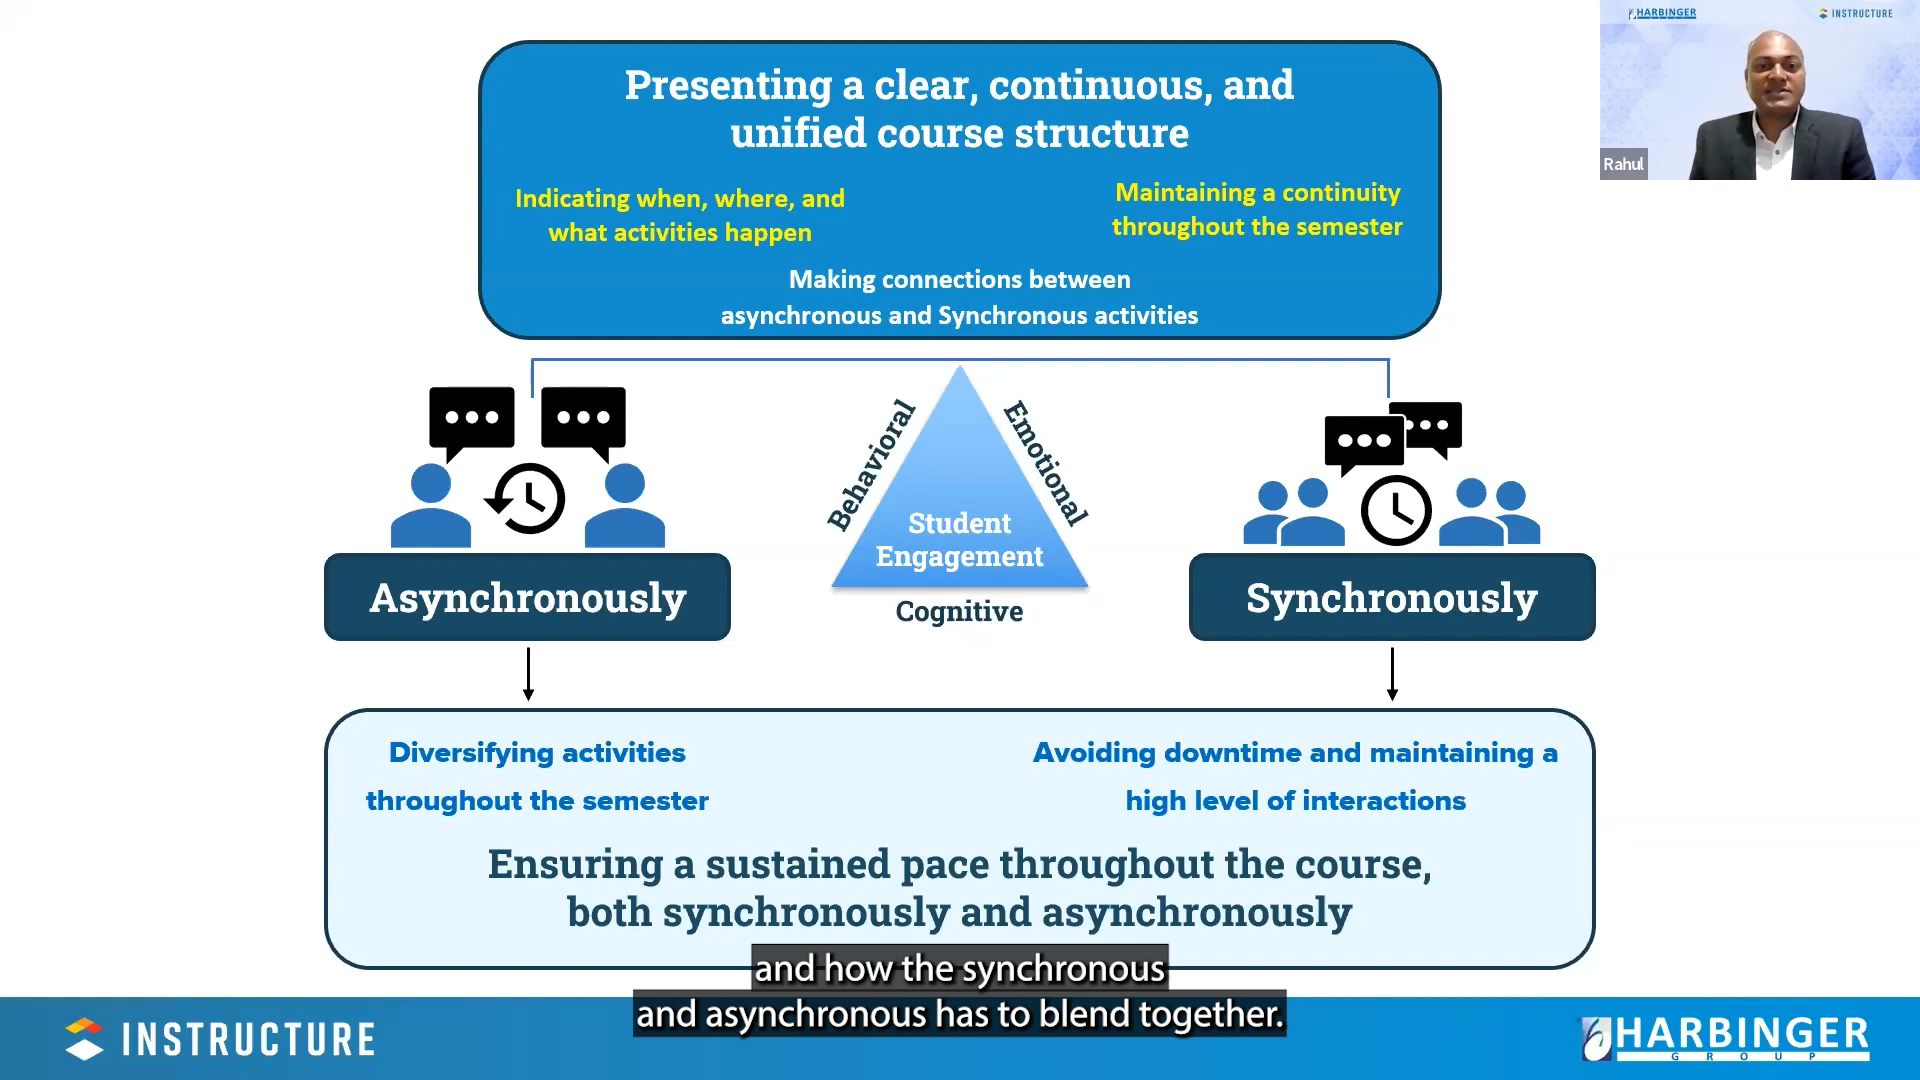 HARBINGER
INSTRUCTURE
Rahul
Presenting a clear, continuous, and
unified course structure
Indicating when, where, and
what activities happen
Maintaining a continuity
throughout the semester
Making connections between
asynchronous and Synchronous activities
Behavioral
Emotional
Student
Engagement
Cognitive
Asynchronously
Synchronously
Diversifying activities
throughout the semester
Avoiding downtime and maintaining a
high level of interactions
Ensuring a sustained pace throughout the course,
both synchronously and asynchronously
and how the synchronous
and asynchronous has to blend together.
INSTRUCTURE
HARBINGER
GROUP